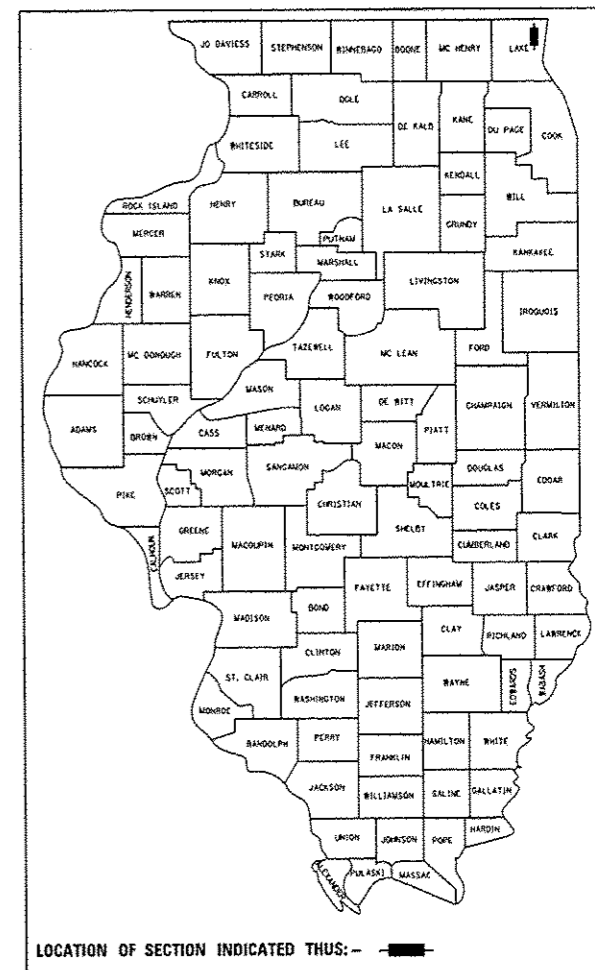 JO DAVIESS STEPHENSON WINNEBAGO BOONE MC HENRY LAKE
CARROLL OGLE DE KALB KANE DU PAGE COOK
WHITESIDE LEE KENDALL WILL
ROCK ISLAND HENRY BUREAU LA SALLE GRUNDY
MERCER STARK PUTNAM KANKAKEE
HENDERSON WARREN KNOX PEORIA MARSHALL WOODFORD LIVINGSTON IROQUOIS
HANCOCK MC DONOUGH FULTON TAZEWELL MC LEAN FORD
SCHUYLER MASON LOGAN DE WITT CHAMPAIGN VERMILION
ADAMS BROWN CASS MENARD MACON PIATT
PIKE SCOTT MORGAN SANGAMON CHRISTIAN MOULTRIE DOUGLAS EDGAR
COLES
CALHOUN GREENE MACOUPIN MONTGOMERY SHELBY CUMBERLAND CLARK
JERSEY FAYETTE EFFINGHAM JASPER CRAWFORD
MADISON BOND CLAY RICHLAND LAWRENCE
CLINTON MARION
ST. CLAIR WASHINGTON JEFFERSON WAYNE EDWARDS WABASH
MONROE
RANDOLPH PERRY FRANKLIN HAMILTON WHITE
JACKSON WILLIAMSON SALINE GALLATIN
UNION JOHNSON POPE HARDIN
ALEXANDER PULASKI MASSAC
LOCATION OF SECTION INDICATED THUS: -